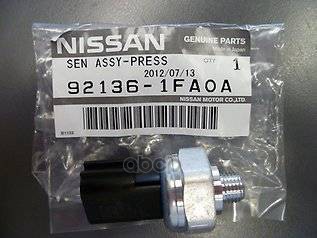 NISSAN
GENUINE PARTS
Made in Japan
SEN ASSY-PRESS
QTY 1
2012/07/13
92136-1FA0A
NISSAN MOTOR CO.,LTD.
abcp